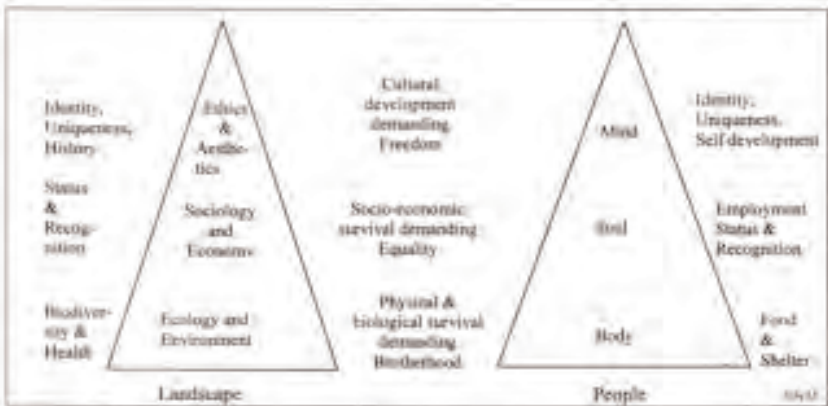 Identity,
Uniqueness,
History
Ethics
&
Aesthe-
tics
Cultural
development
demanding
Freedom
Mind
Identity,
Uniqueness,
Self development
Status
&
Recog-
nition
Sociology
and
Economy
Socio-economic
survival demanding
Equality
Soul
Employment
Status &
Recognition
Biodiver-
sity &
Health
Ecology and
Environment
Physical &
biological survival
demanding
Brotherhood
Body
Food
&
Shelter
Landscape
People